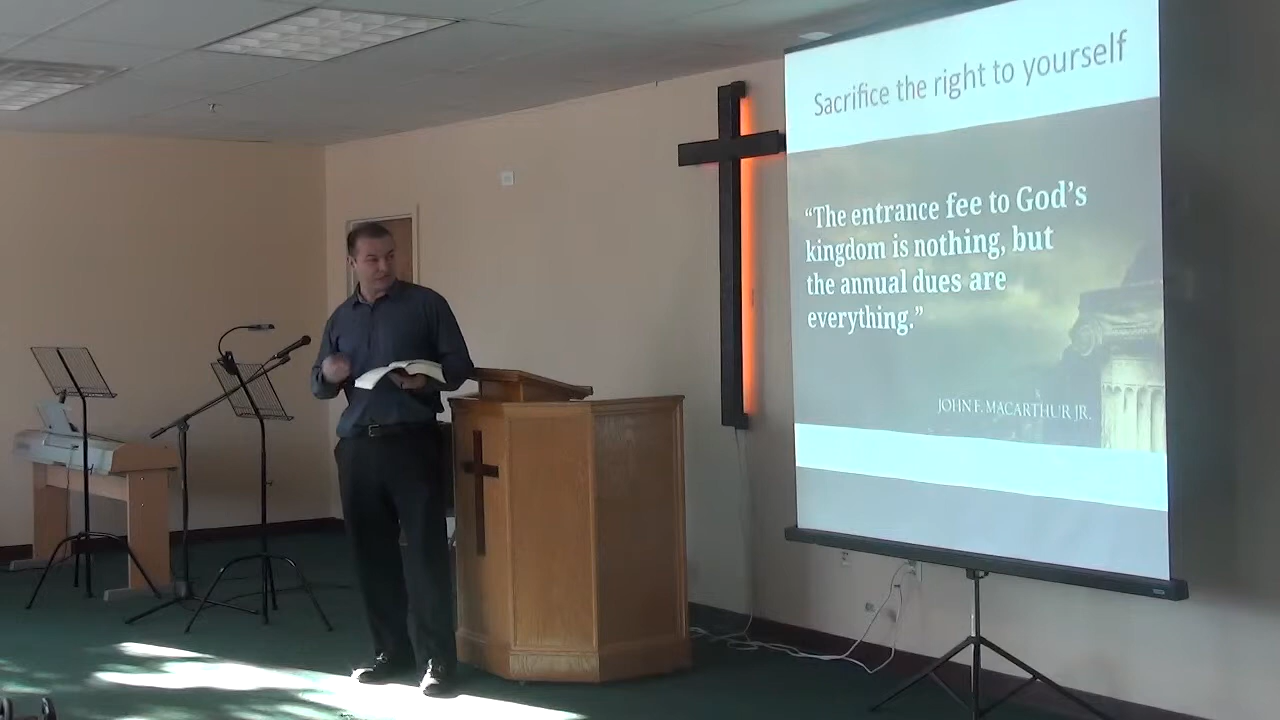 Sacrifice the right to yourself
“The entrance fee to God’s
kingdom is nothing, but
the annual dues are
everything.”
JOHN F. MACARTHUR JR.